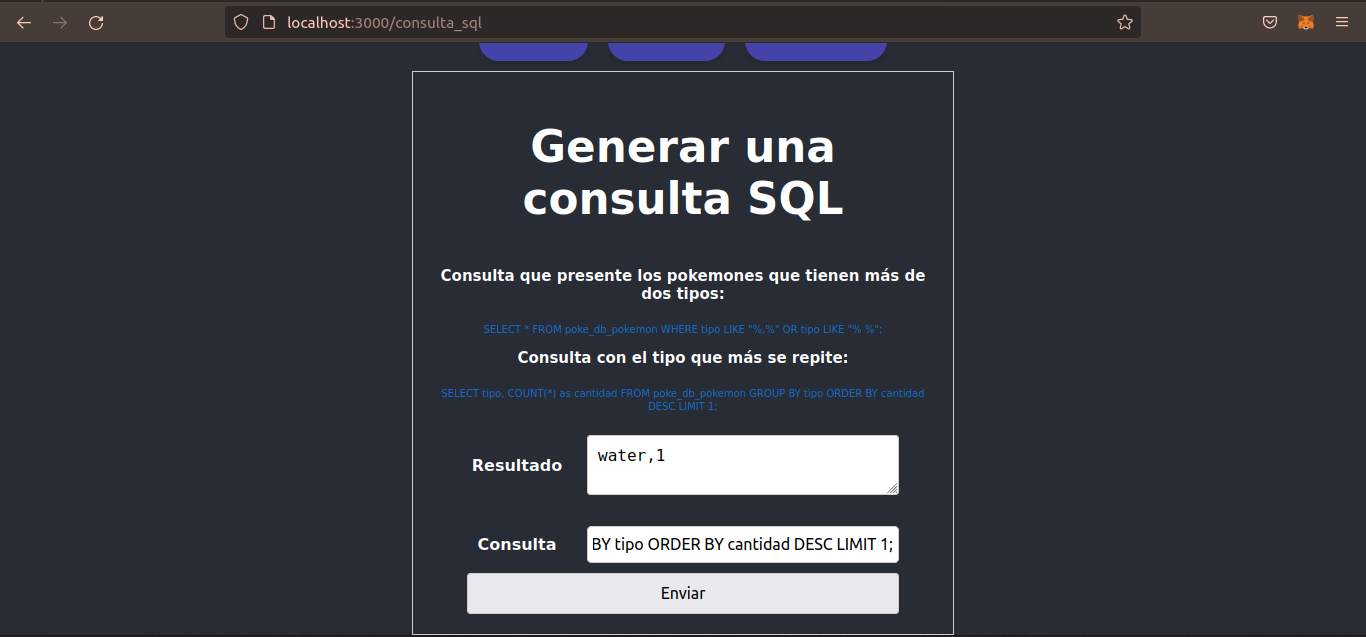 localhost:3000/consulta_sql
Generar una
consulta SQL
Consulta que presente los pokemones que tienen más de
dos tipos:
SELECT * FROM poke_db_pokemon WHERE tipo LIKE "%,%" OR tipo LIKE "% %";
Consulta con el tipo que más se repite:
SELECT tipo, COUNT(*) as cantidad FROM poke_db_pokemon GROUP BY tipo ORDER BY cantidad
DESC LIMIT 1;
Resultado
water,1
Consulta
BY tipo ORDER BY cantidad DESC LIMIT 1;
Enviar